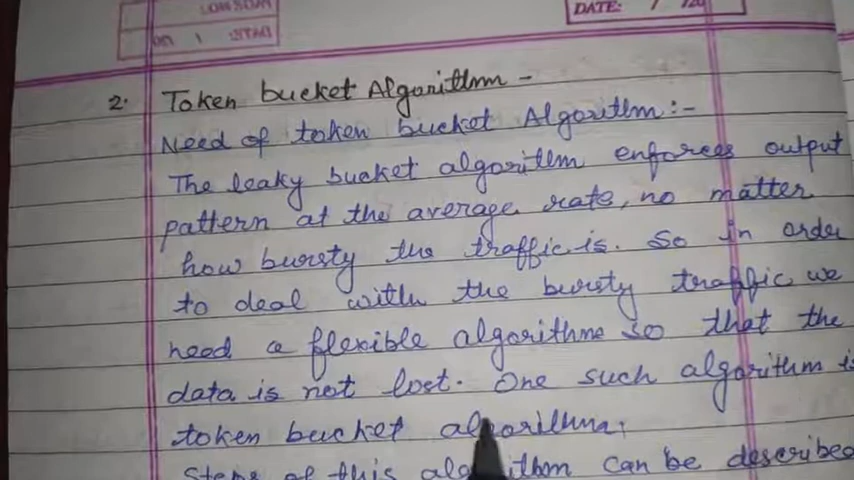 DATE: / /20
2. Token bucket Algorithm -
Need of token bucket Algorithm :-
The leaky bucket algorithm enforces output
pattern at the average rate, no matter
how bursty the traffic is. So in order
to deal with the bursty traffic we
need a flexible algorithm so that the
data is not lost. One such algorithm is
token bucket algorithm.
Steps of this algorithm can be described